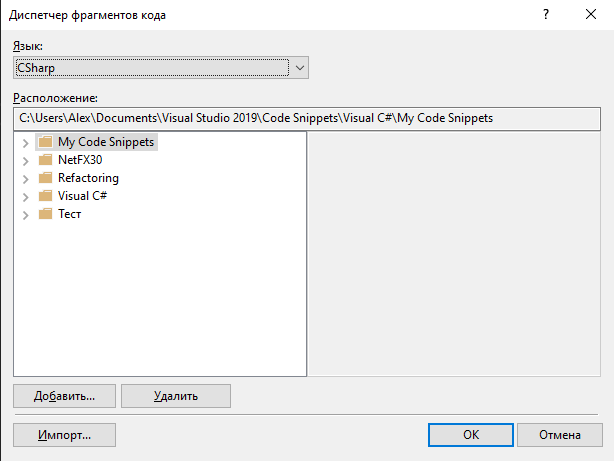 Диспетчер фрагментов кода
?
Язык:
CSharp
Расположение:
C:\Users\Alex\Documents\Visual Studio 2019\Code Snippets\Visual C#\My Code Snippets
My Code Snippets
NetFX30
Refactoring
Visual C#
Тест
Добавить... Удалить
Импорт... OK Отмена